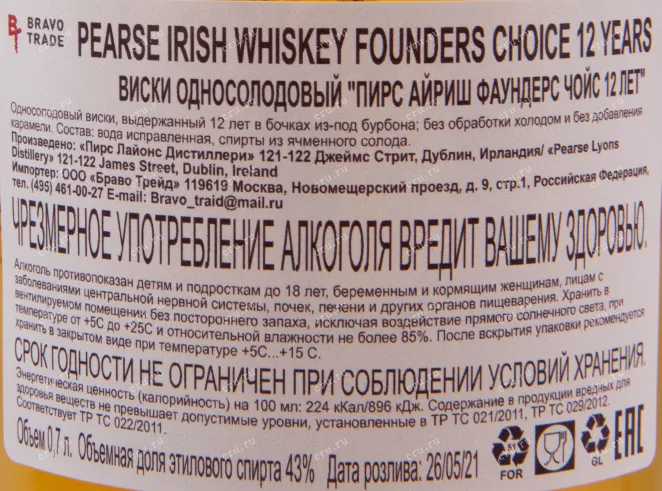 BRAVO
TRADE
PEARSE IRISH WHISKEY FOUNDERS CHOICE 12 YEARS
ВИСКИ ОДНОСОЛОДОВЫЙ "ПИРС АЙРИШ ФАУНДЕРС ЧОЙС 12 ЛЕТ"
Односолодовый виски, выдержанный 12 лет в бочках из-под бурбона; без обработки холодом и без добавления
карамели. Состав: вода исправленная, спирты из ячменного солода.
Произведено: «Пирс Лайонс Дистиллери» 121-122 Джеймс Стрит, Дублин, Ирландия/ «Pearse Lyons
Distillery» 121-122 James Street, Dublin, Ireland
Импортер: ООО «Браво Трейд» 119619 Москва, Новомещерский проезд, д. 9, стр.1, Российская Федерация,
тел. (495) 461-00-27 E-mail: Bravo_traid@mail.ru
ЧРЕЗМЕРНОЕ УПОТРЕБЛЕНИЕ АЛКОГОЛЯ ВРЕДИТ ВАШЕМУ ЗДОРОВЬЮ.
Алкоголь противопоказан детям и подросткам до 18 лет, беременным и кормящим женщинам, лицам с
заболеваниями центральной нервной системы, почек, печени и других органов пищеварения. Хранить в
вентилируемом помещении без постороннего запаха, исключая воздействие прямого солнечного света, при
температуре от +5С до +25С и относительной влажности не более 85%. После вскрытия упаковки рекомендуется
хранить в закрытом виде при температуре +5С...+15 С.
СРОК ГОДНОСТИ НЕ ОГРАНИЧЕН ПРИ СОБЛЮДЕНИИ УСЛОВИЙ ХРАНЕНИЯ.
Энергетическая ценность (калорийность) на 100 мл: 224 кКал/896 кДж. Содержание в продукции вредных для
здоровья веществ не превышает допустимые уровни, установленные в ТР ТС 021/2011, ТР ТС 029/2012.
Соответствует ТР ТС 022/2011.
Объем 0,7 л. Объемная доля этилового спирта 43% Дата розлива: 26/05/21
51
FOR
GL
EAC